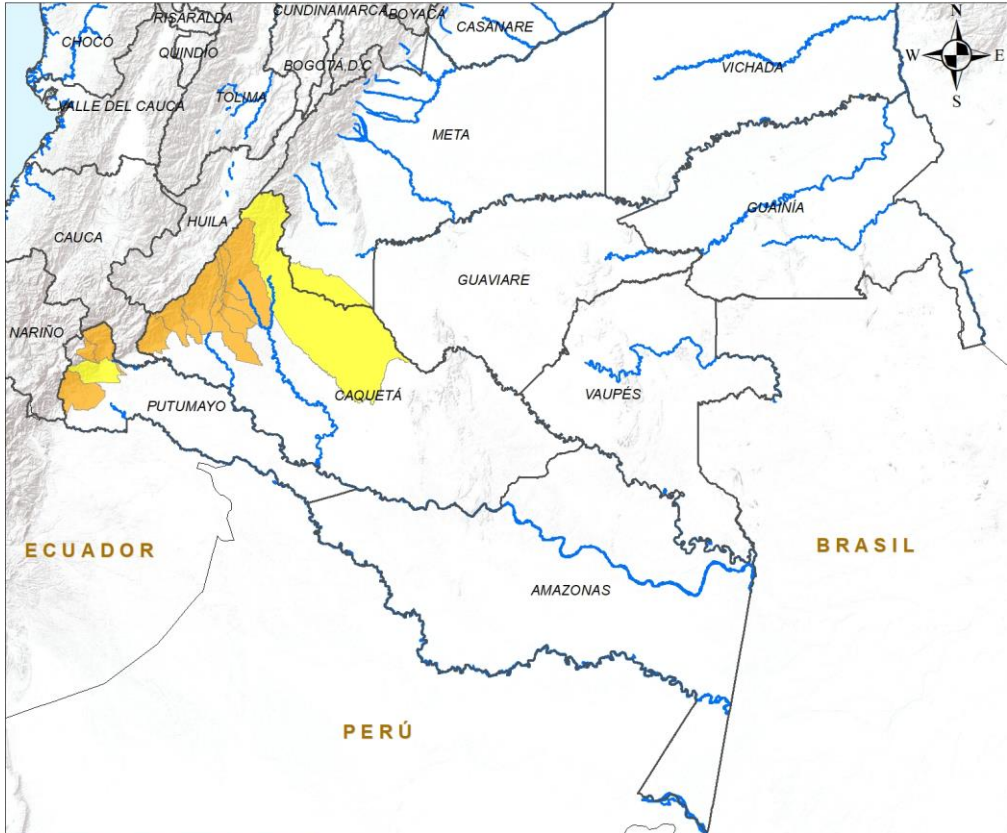 RISARALDA
CUNDINAMARCA
BOYACÁ
CASANARE
N
CHOCÓ
QUINDÍO
BOGOTÁ D.C
VICHADA
W
E
VALLE DEL CAUCA
TOLIMA
S
META
HUILA
GUAINÍA
CAUCA
GUAVIARE
NARIÑO
CAQUETÁ
VAUPÉS
PUTUMAYO
ECUADOR
BRASIL
AMAZONAS
PERÚ